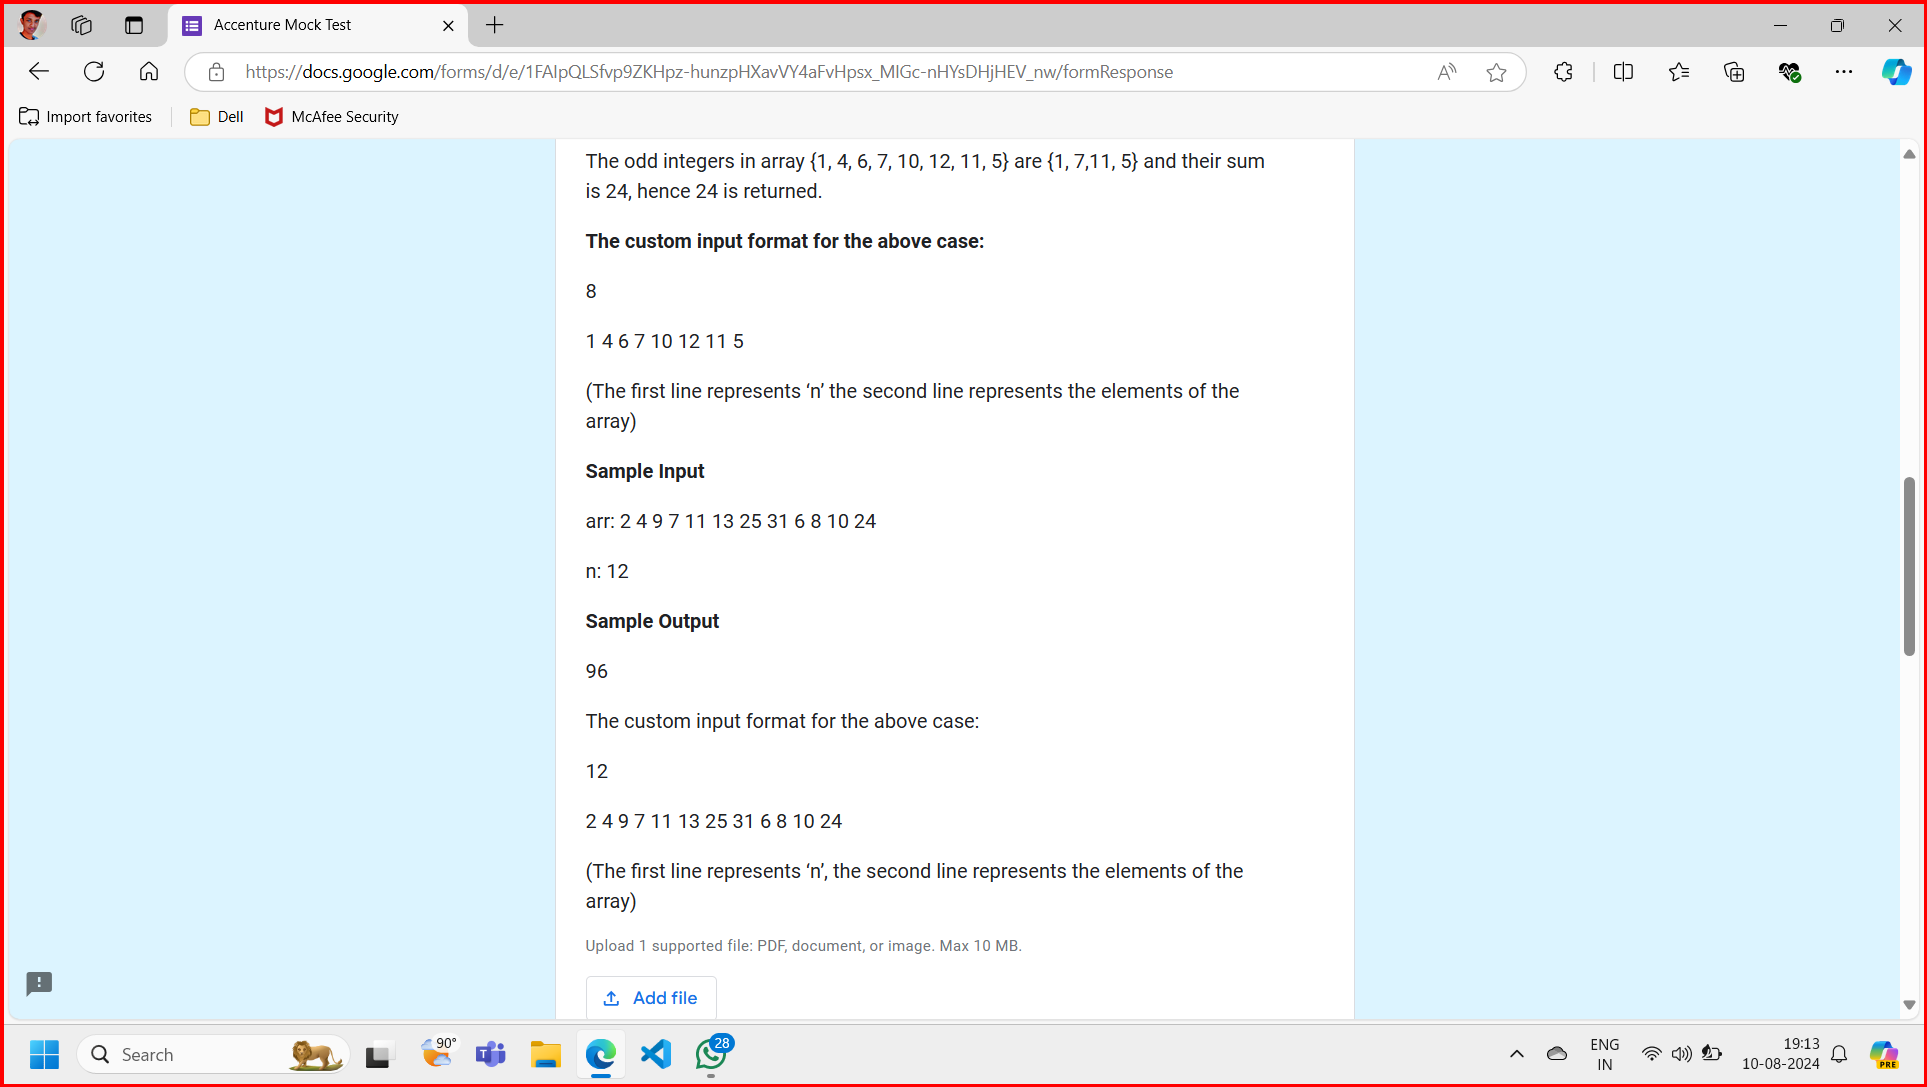 Accenture Mock Test
https://docs.google.com/forms/d/e/1FAIpQLSfvp9ZKHpz-hunzpHXavVY4aFvHpsx_MIGc-nHYsDHjHEV_nw/formResponse
Import favorites
Dell
McAfee Security
The odd integers in array {1, 4, 6, 7, 10, 12, 11, 5} are {1, 7,11, 5} and their sum
is 24, hence 24 is returned.
The custom input format for the above case:
8
1 4 6 7 10 12 11 5
(The first line represents ‘n’ the second line represents the elements of the
array)
Sample Input
arr: 2 4 9 7 11 13 25 31 6 8 10 24
n: 12
Sample Output
96
The custom input format for the above case:
12
2 4 9 7 11 13 25 31 6 8 10 24
(The first line represents ‘n’, the second line represents the elements of the
array)
Upload 1 supported file: PDF, document, or image. Max 10 MB.
Add file
Search
90°
28
ENG
IN
19:13
10-08-2024
PRE